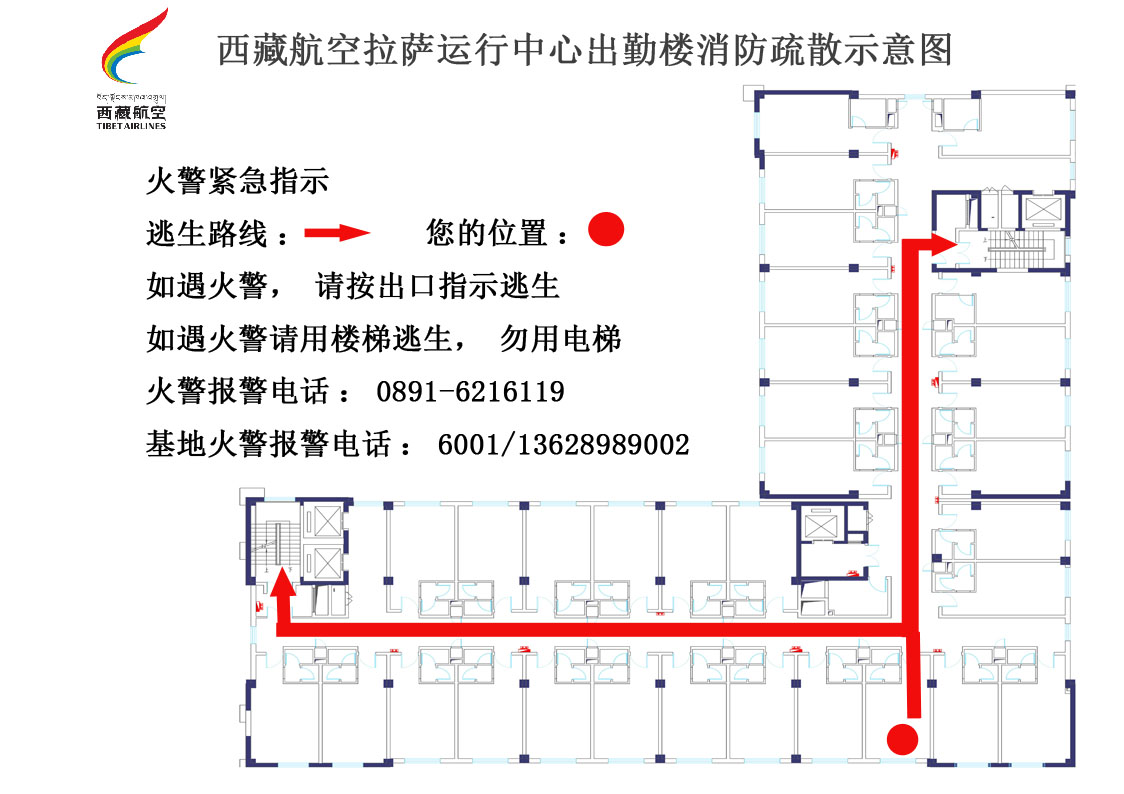 西藏航空拉萨运行中心出勤楼消防疏散示意图
西藏航空
TIBET AIRLINES
火警紧急指示
逃生路线： 您的位置：
如遇火警， 请按出口指示逃生
如遇火警请用楼梯逃生， 勿用电梯
火警报警电话： 0891-6216119
基地火警报警电话： 6001/13628989002
上
下
上
下